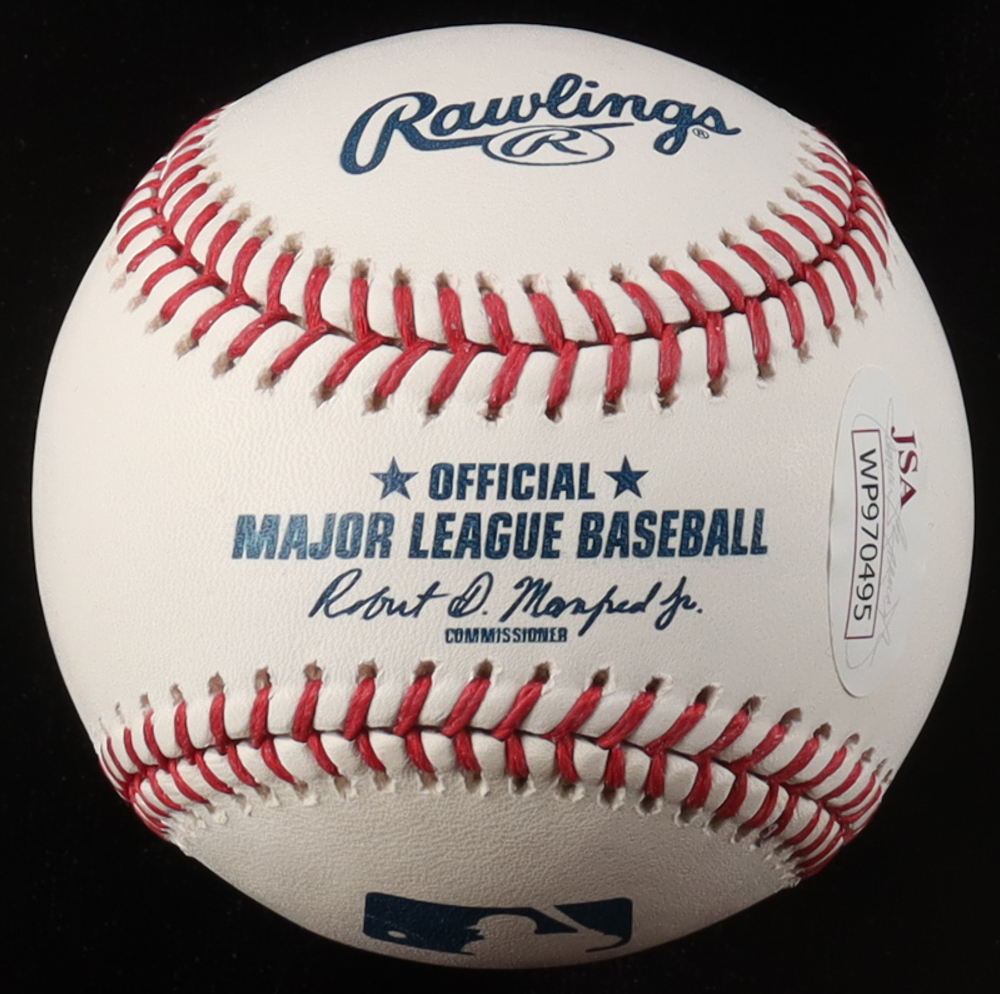 Rawlings®
R
★ OFFICIAL ★
MAJOR LEAGUE BASEBALL
Robert D. Manfred Jr.
COMMISSIONER
JSA
WP970495